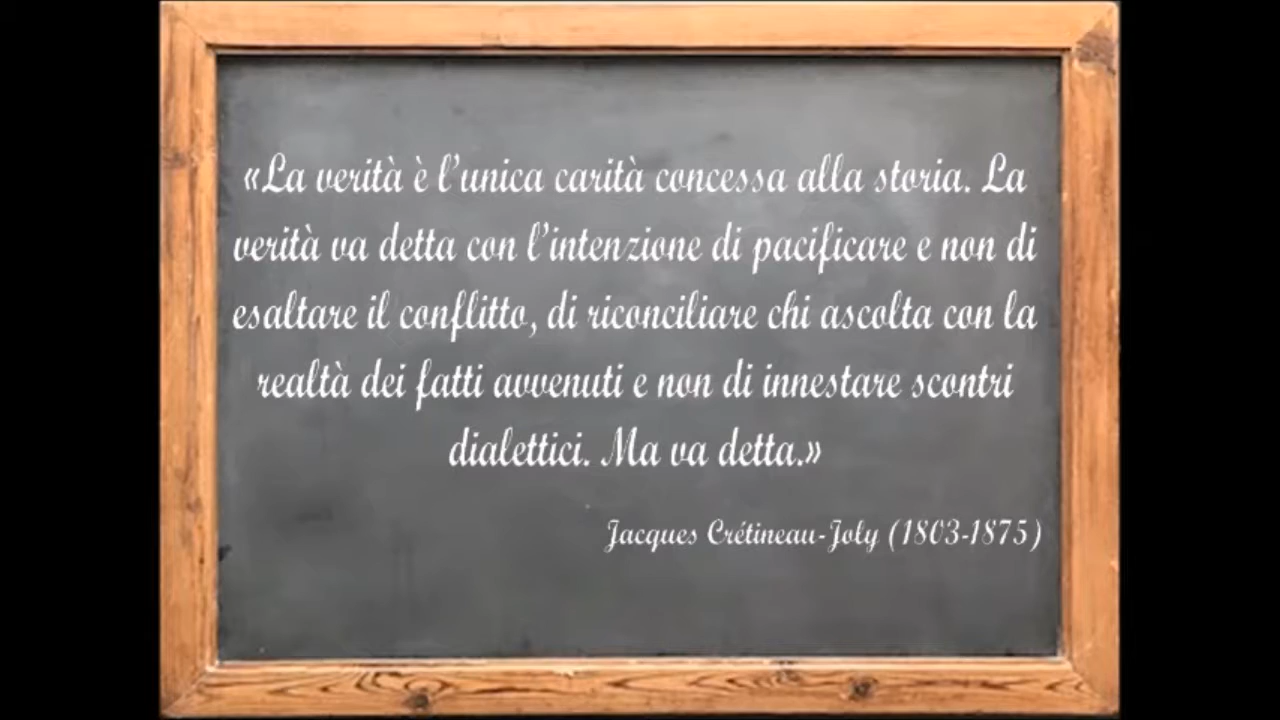 «La verità è l'unica carità concessa alla storia. La
verità va detta con l'intenzione di pacificare e non di
esaltare il conflitto, di riconciliare chi ascolta con la
realtà dei fatti avvenuti e non di innestare scontri
dialettici. Ma va detta.»
Jacques Crétineau-Joly (1803-1875)